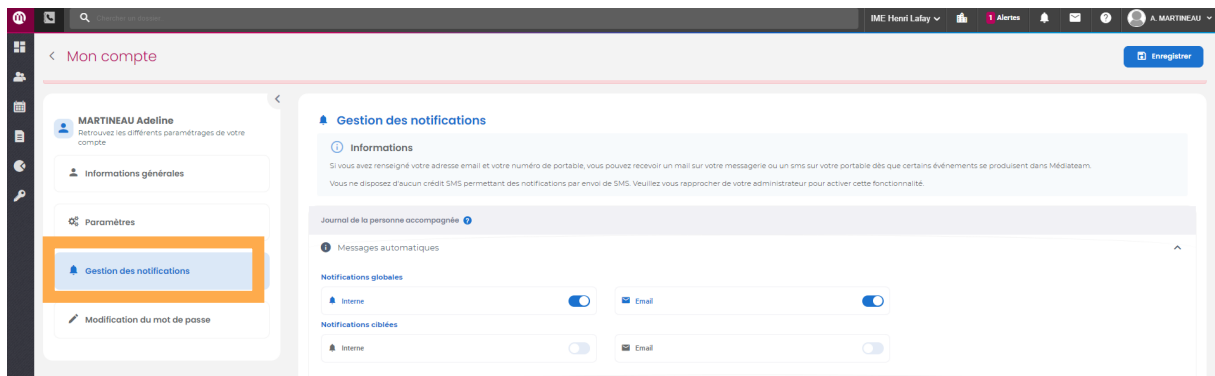 Chercher un dossier
IME Henri Lafay
1 Alertes
A. MARTINEAU
Mon compte
Enregistrer
MARTINEAU Adeline
Retrouvez les différents paramétrages de votre
compte
Informations générales
Paramètres
Gestion des notifications
Modification du mot de passe
Gestion des notifications
Informations
Si vous avez renseigné votre adresse email et votre numéro de portable, vous pouvez recevoir un mail sur votre messagerie ou un sms sur votre portable dès que certains événements se produisent dans Médiateam.
Vous ne disposez d'aucun crédit SMS permettant des notifications par envoi de SMS. Veuillez vous rapprocher de votre administrateur pour activer cette fonctionnalité.
Journal de la personne accompagnée
Messages automatiques
Notifications globales
Interne
Email
Notifications ciblées
Interne
Email